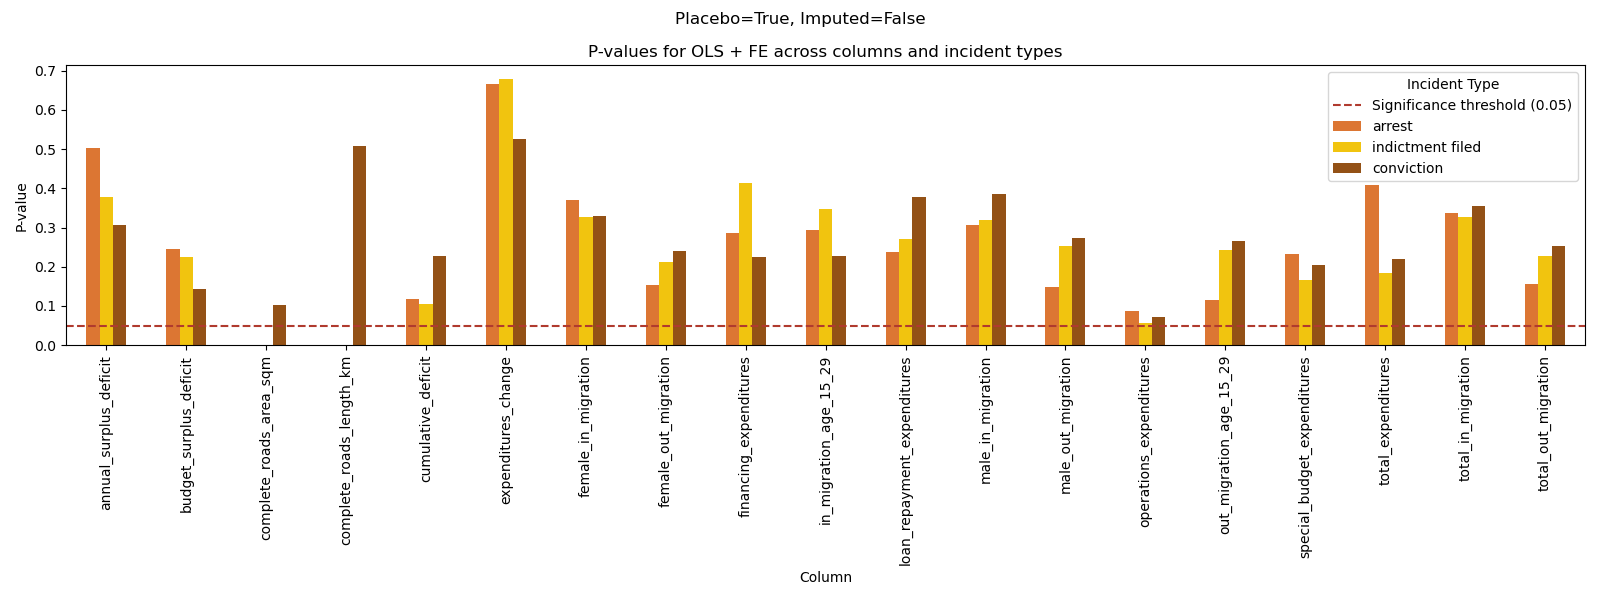 Placebo=True, Imputed=False
P-values for OLS + FE across columns and incident types
Incident Type
Significance threshold (0.05)
arrest
indictment filed
conviction
P-value
0.7
0.6
0.5
0.4
0.3
0.2
0.1
0.0
annual_surplus_deficit
budget_surplus_deficit
complete_roads_area_sqm
complete_roads_length_km
cumulative_deficit
expenditures_change
female_in_migration
female_out_migration
financing_expenditures
in_migration_age_15_29
loan_repayment_expenditures
male_in_migration
male_out_migration
operations_expenditures
out_migration_age_15_29
special_budget_expenditures
total_expenditures
total_in_migration
total_out_migration
Column